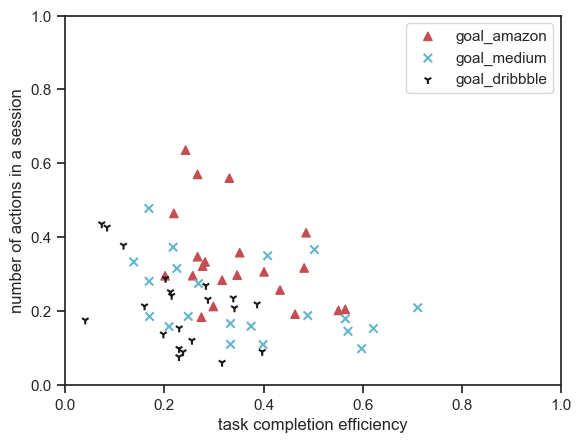 1.0
0.8
0.6
0.4
0.2
0.0
number of actions in a session
goal_amazon
goal_medium
goal_dribbble
0.0 0.2 0.4 0.6 0.8 1.0
task completion efficiency